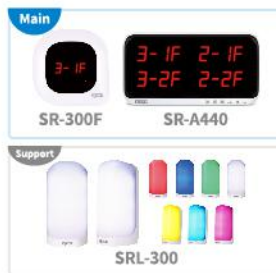 Main
3-1F
3-1F 2-1F
3-2F 2-2F
SR-300F SR-A440
Support
SRL-300